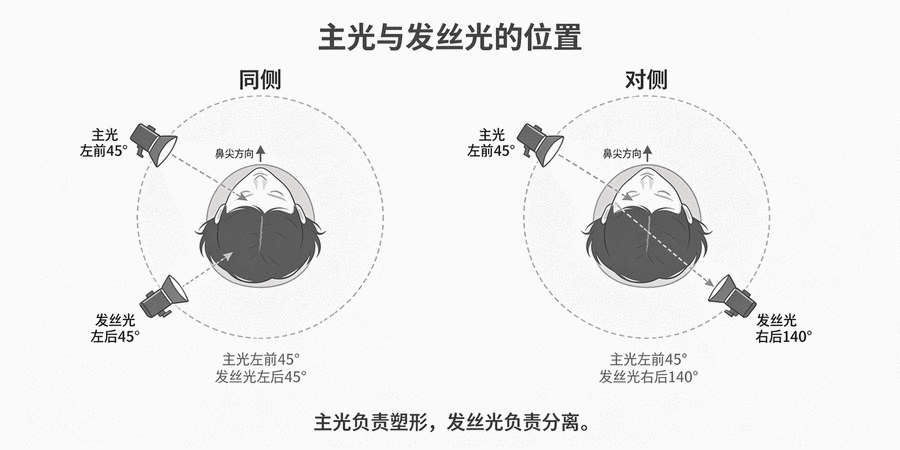 主光与发丝光的位置
同侧
对侧
主光
左前45°
鼻尖方向
发丝光
左后45°
主光左前45°
发丝光左后45°
主光
左前45°
鼻尖方向
发丝光
右后140°
主光左前45°
发丝光右后140°
主光负责塑形，发丝光负责分离。